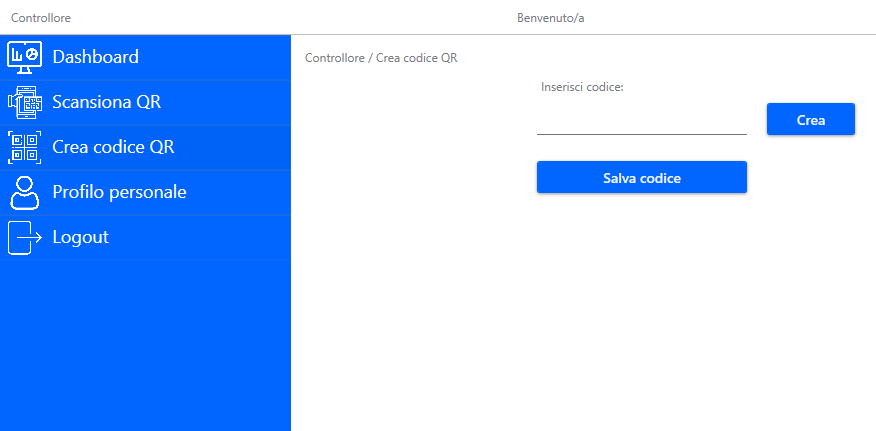 Controllore
Benvenuto/a
Dashboard
Scansiona QR
Crea codice QR
Profilo personale
Logout
Controllore / Crea codice QR
Inserisci codice:
Crea
Salva codice